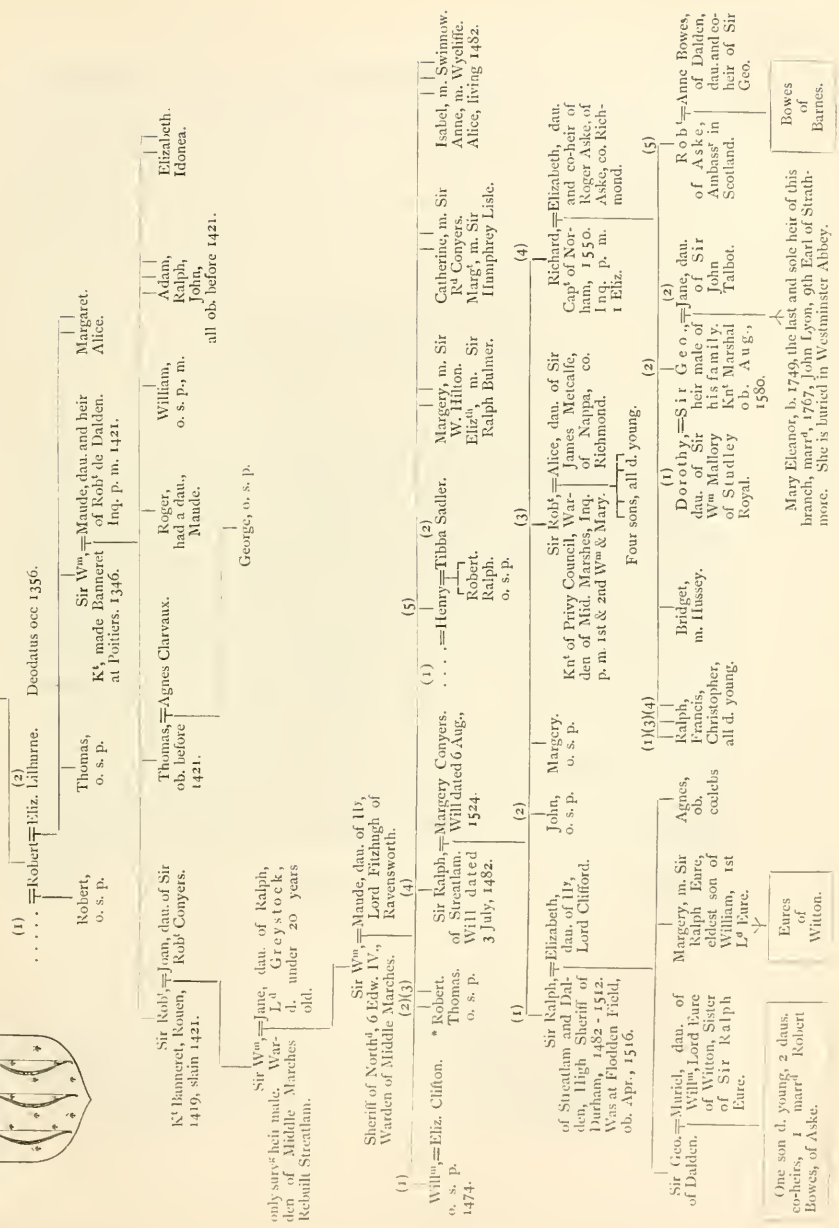 (1)
(2)
. . . . . . =Robert=Eliz. Lilburne.
Deodatus occ 1356.
Robert,
o. s. p.
Thomas,
o. s. p.
Sir Wᵐ,=Maude, dau. and heir
Kᵗ, made Banneret
at Poitiers. 1346.
of Robᵗ de Dalden.
Inq. p. m. 1421.
Margaret.
Alice.
Sir Robᵗ,=Joan, dau. of Sir
Kᵗ Banneret, Rouen,
1419, slain 1421.
Robᵗ Conyers.
Thomas,=Agnes Clarvaux.
ob. before
1421.
Roger,
had a dau.,
Maude.
William,
o. s. p., m.
Adam,
Ralph,
John,
all ob. before 1421.
Elizabeth.
Idonea.
George, o. s. p.
Sir Wᵐ,=Jane, dau. of Ralph,
only survᵍ heir male. War-
den of Middle Marches
Rebuilt Streatlam.
Lᵈ Greystock,
d. under 20 years
old.
Sir Wᵐ,=Maude, dau. of Hʸ,
Sheriff of Northᵈ, 6 Edw. IV.,
Warden of Middle Marches.
Lord Fitzhugh of
Ravensworth.
(1)
(2)(3)
(4)
(5)
Willᵐ,=Eliz. Clifton.
o. s. p.
1474.
* Robert.
Thomas.
o. s. p.
Sir Ralph,=Margery Conyers.
of Streatlam.
Will dated
3 July, 1482.
Will dated 6 Aug.,
1524.
(1)
(2)
. . . . =Henry=Tibba Sadler.
Robert.
Ralph.
o. s. p.
Margery, m. Sir
W. Hilton.
Elizᵗʰ, m. Sir
Ralph Bulmer.
Catherine, m. Sir
Rᵈ Conyers.
Margᵗ, m. Sir
Humphrey Lisle.
Isabel, m. Swinnow.
Anne, m. Wycliffe.
Alice, living 1482.
(1)
(2)
(3)
(4)
Sir Ralph,=Elizabeth,
of Streatlam and Dal-
den, High Sheriff of
Durham, 1482 - 1512.
Was at Flodden Field,
ob. Apr., 1516.
dau. of Hʸ,
Lord Clifford.
John,
o. s. p.
Margery.
o. s. p.
Sir Robᵗ,=Alice, dau. of Sir
Knᵗ of Privy Council, War-
den of Mid. Marshes, Inq.
p. m. 1st & 2nd Wᵐ & Mary.
James Metcalfe,
of Nappa, co.
Richmond.
Four sons, all d. young.
Richard,=Elizabeth, dau.
Capᵗ of Nor-
ham, 1550.
Inq. p. m.
1 Eliz.
and co-heir of
Roger Aske, of
Aske, co. Rich-
mond.
Sir Geo.=Muriel, dau. of
of Dalden.
Willᵐ, Lord Eure
of Witton, Sister
of Sir Ralph
Eure.
Margery, m. Sir
Ralph Eure,
eldest son of
William, 1st
Lᵈ Eure.
Agnes,
ob.
cœlebs
(1)(3)(4)
Ralph,
Francis,
Christopher,
all d. young.
Bridget,
m. Hussey.
(2)
(1)
(2)
Dorothy,=Sir Geo.,=Jane, dau.
dau. of Sir
Wᵐ Mallory
of Studley
Royal.
heir male of
his family.
Knᵗ Marshal
ob. Aug.,
1580.
of Sir
John
Talbot.
(5)
Robᵗ=Anne Bowes,
of Aske,
Ambassʳ in
Scotland.
of Dalden,
dau. and co-
heir of Sir
Geo.
One son d. young, 2 daus.
co-heirs, 1 marrᵈ Robert
Bowes, of Aske.
Eures
of
Witton.
Mary Eleanor, b. 1749, the last and sole heir of this
branch, marrᵈ, 1767, John Lyon, 9th Earl of Strath-
more. She is buried in Westminster Abbey.
Bowes
of
Barnes.